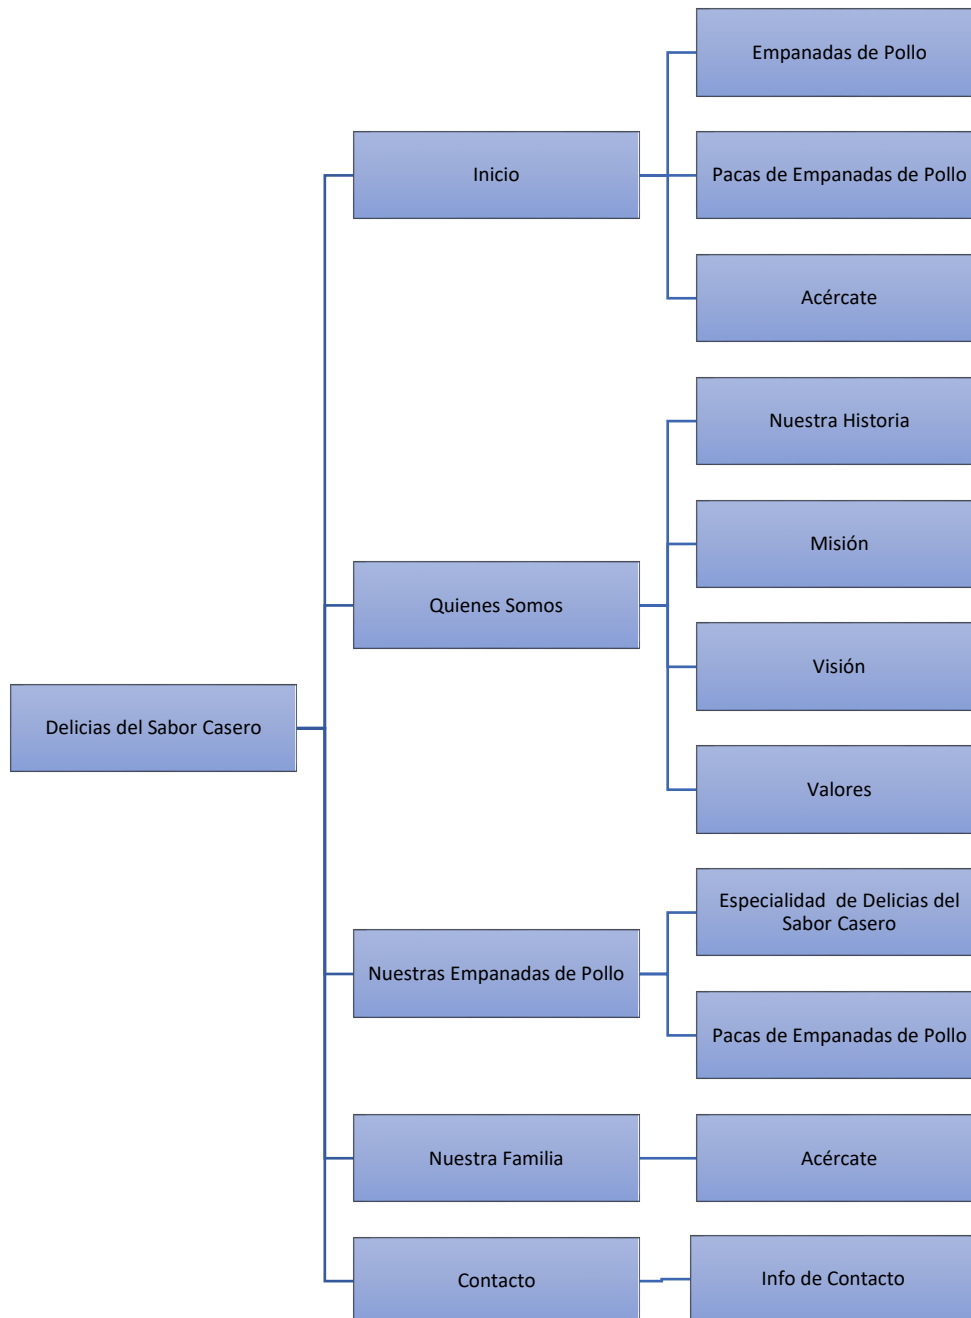 Delicias del Sabor Casero
Inicio
Empanadas de Pollo
Pacas de Empanadas de Pollo
Acércate
Quienes Somos
Nuestra Historia
Misión
Visión
Valores
Nuestras Empanadas de Pollo
Especialidad  de Delicias del
Sabor Casero
Pacas de Empanadas de Pollo
Nuestra Familia
Acércate
Contacto
Info de Contacto